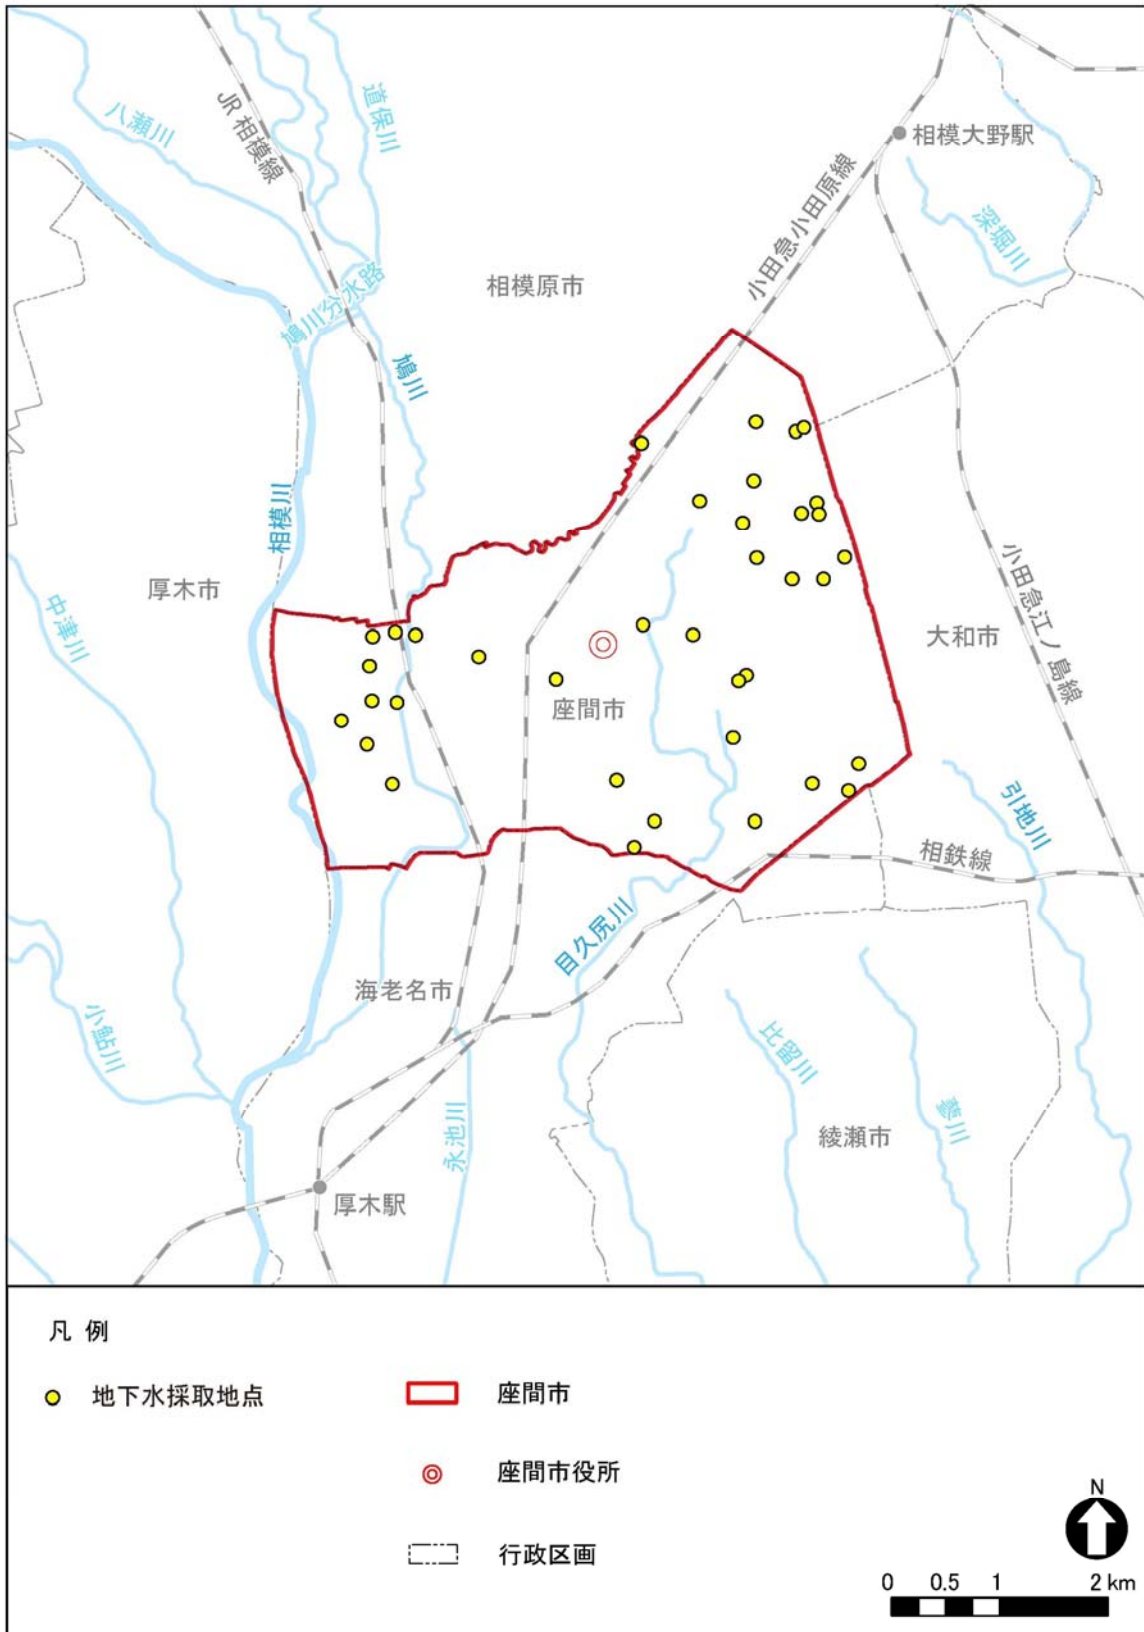 道保川
八瀬川
JR 相模線
相模大野駅
小田急小田原線
深堀川
相模原市
鳩川分水路
鳩川
相模川
厚木市
中津川
小田急江ノ島線
大和市
座間市
引地川
相鉄線
目久尻川
海老名市
小鮎川
比留川
蓼川
永池川
綾瀬市
厚木駅
凡 例
地下水採取地点
座間市
座間市役所
行政区画
N
0 0.5 1 2 km